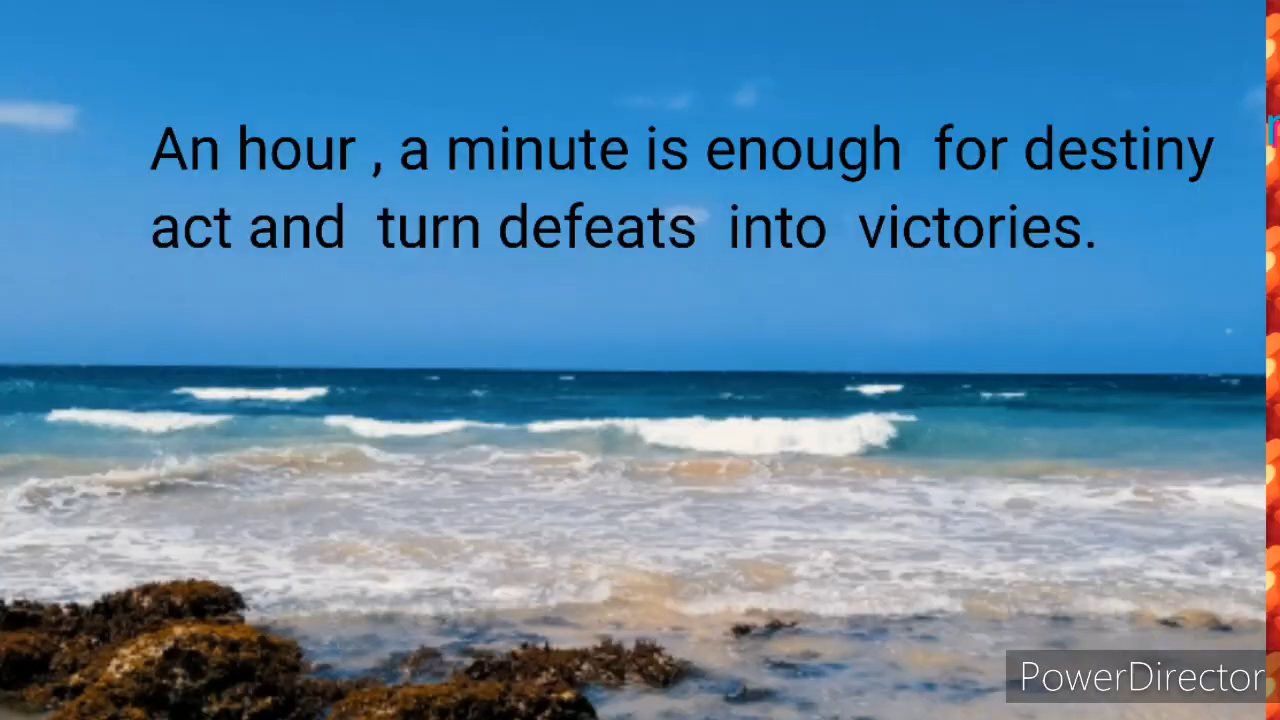 An hour , a minute is enough  for destiny
act and  turn defeats  into  victories.
PowerDirector